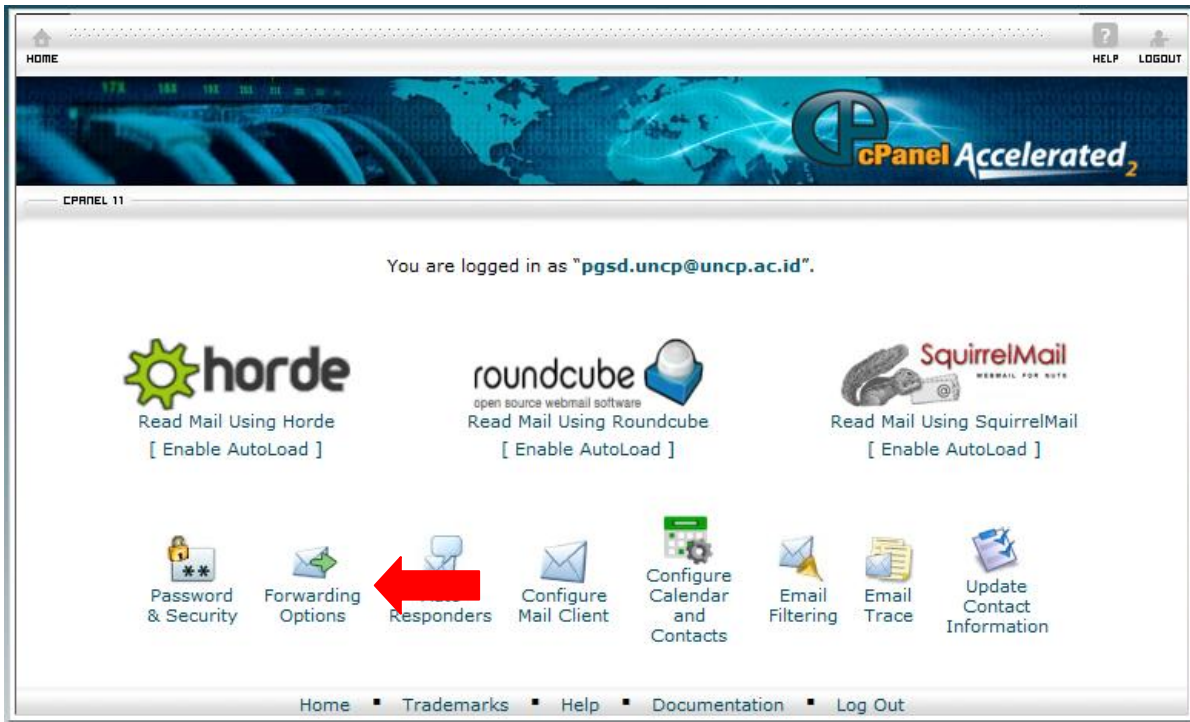 HOME
HELP LOGOUT
cPanel Accelerated2
CPANEL 11
You are logged in as "pgsd.uncp@uncp.ac.id".
horde
roundcube
open source webmail software
SquirrelMail
WEBMAIL FOR NUTS
Read Mail Using Horde
[ Enable AutoLoad ]
Read Mail Using Roundcube
[ Enable AutoLoad ]
Read Mail Using SquirrelMail
[ Enable AutoLoad ]
Password
& Security
Forwarding
Options
Responders
Configure
Mail Client
Configure
Calendar
and
Contacts
Email
Filtering
Email
Trace
Update
Contact
Information
Home ▪ Trademarks ▪ Help ▪ Documentation ▪ Log Out